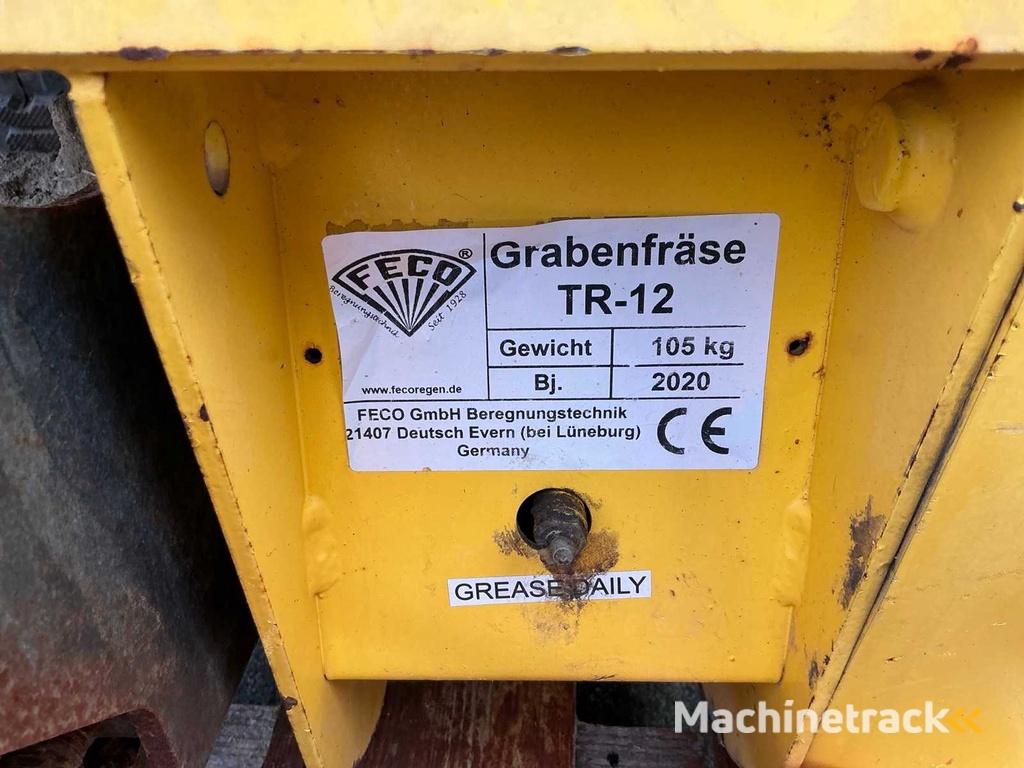 FECO®
Beregnungstechnik
Seit 1928
www.fecoregen.de
Grabenfräse
TR-12
Gewicht 105 kg
Bj. 2020
FECO GmbH Beregnungstechnik
21407 Deutsch Evern (bei Lüneburg)
Germany
CE
GREASE DAILY
Machinetrack